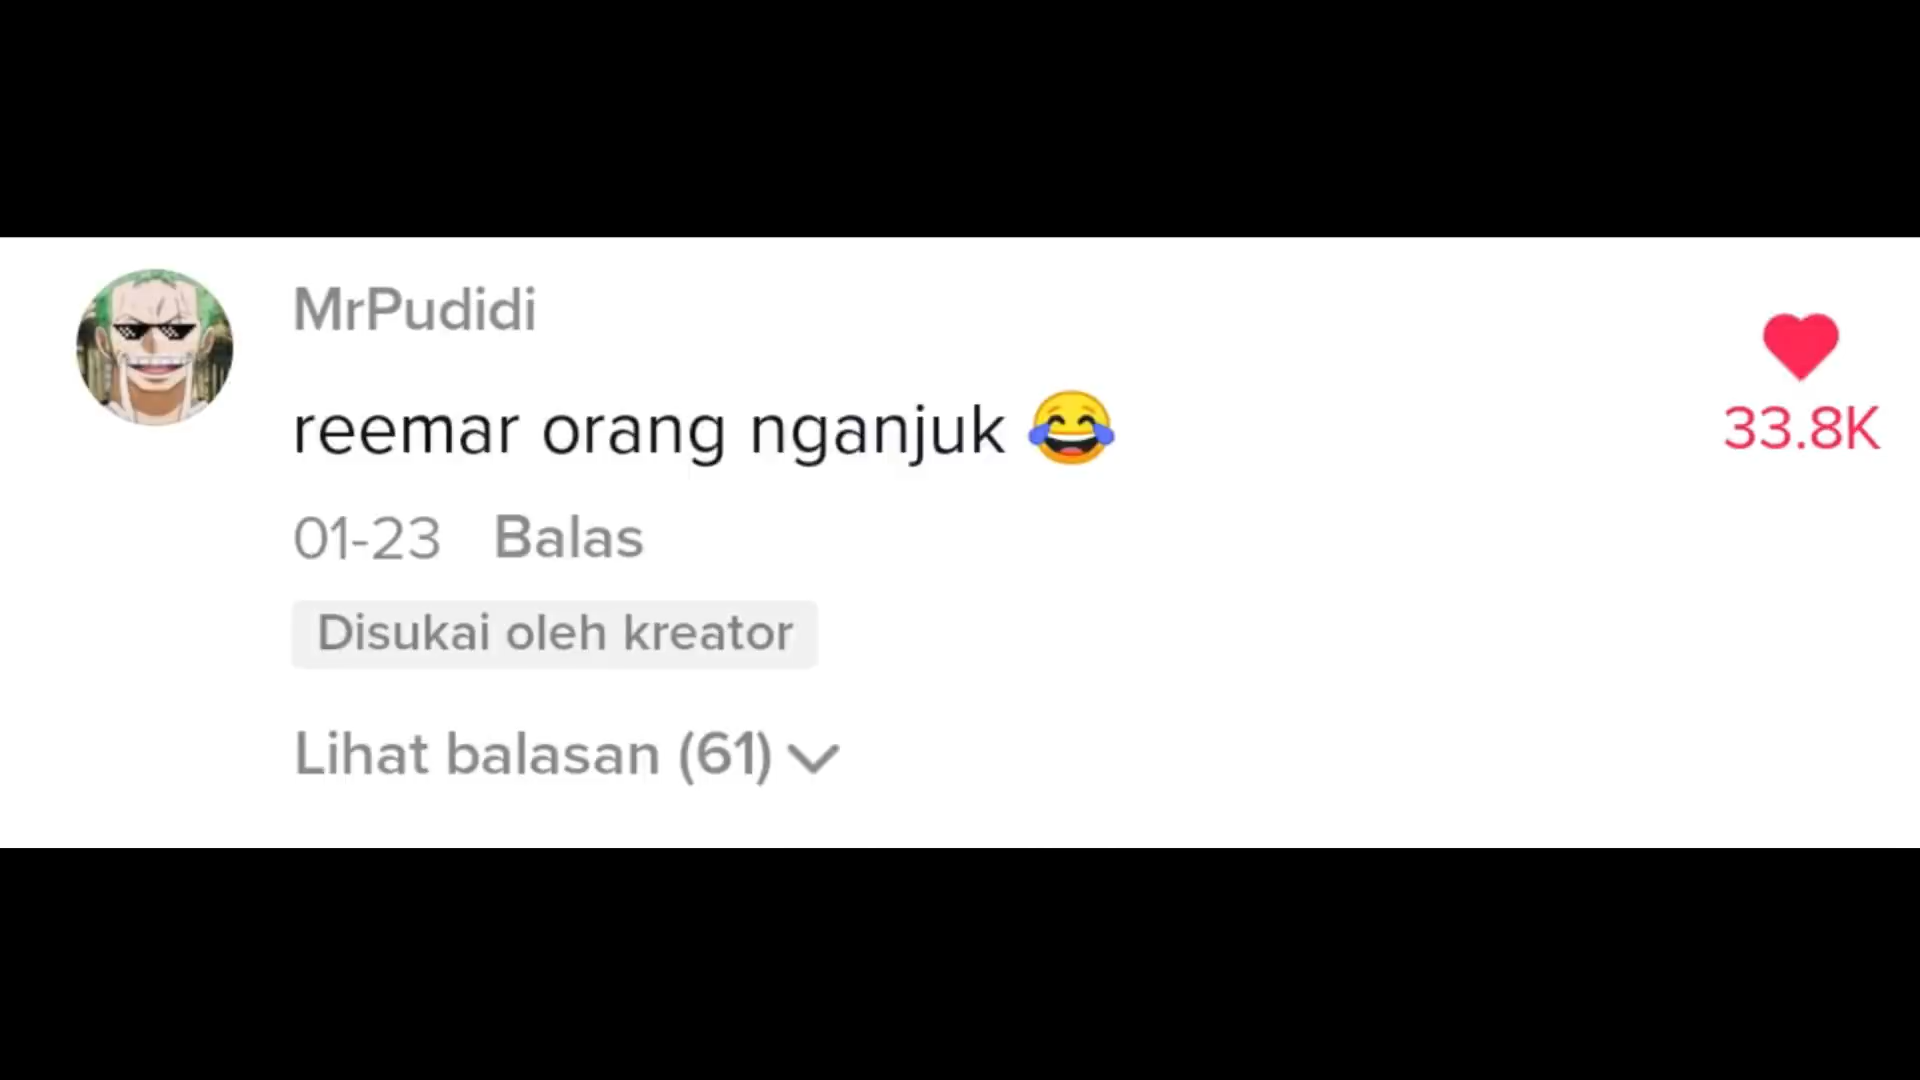 MrPudidi
reemar orang nganjuk 😂
33.8K
01-23 Balas
Disukai oleh kreator
Lihat balasan (61)